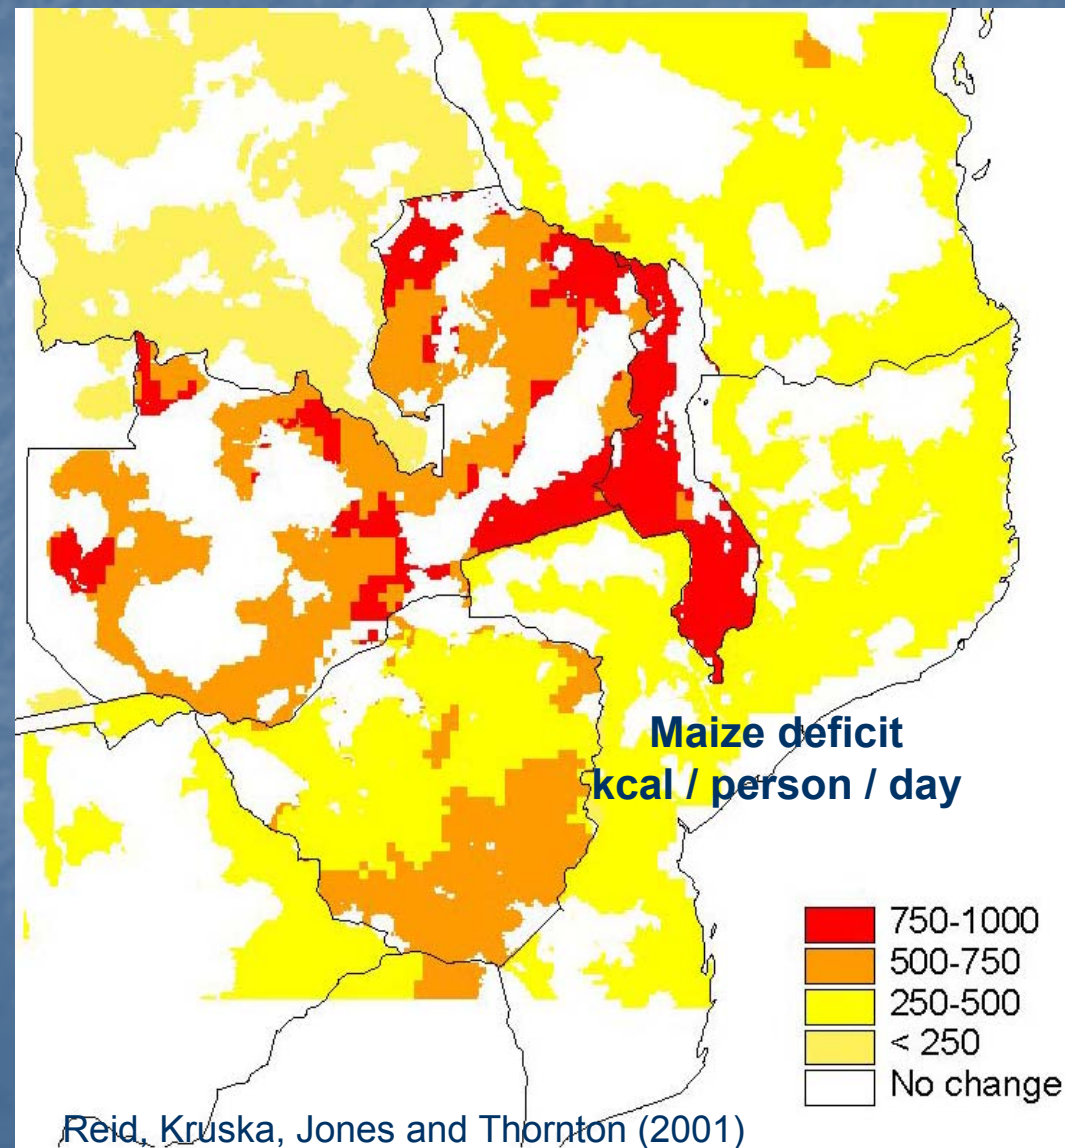 Maize deficit
kcal / person / day
750-1000
500-750
250-500
< 250
No change
Reid, Kruska, Jones and Thornton (2001)